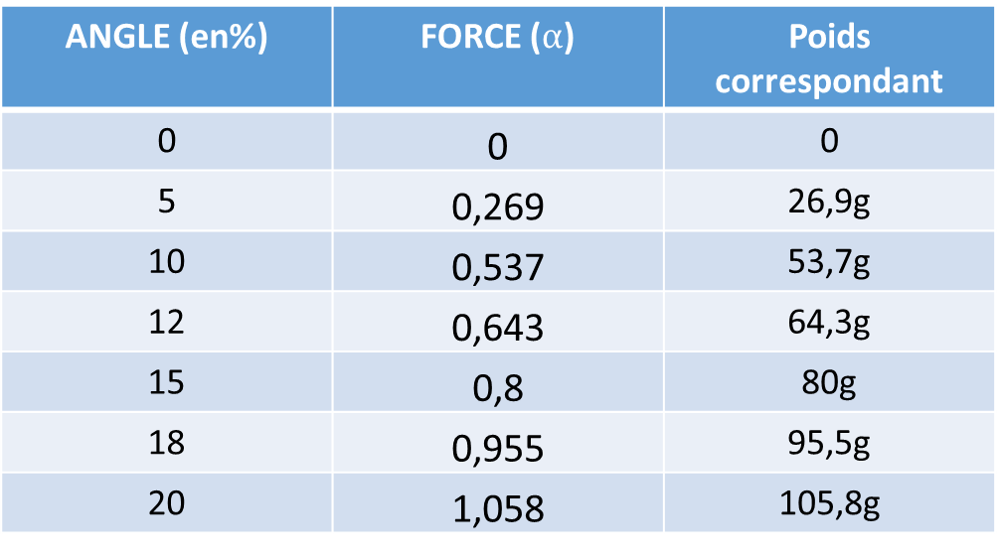 ANGLE (en%) FORCE (α) Poids
correspondant
0 0 0
5 0,269 26,9g
10 0,537 53,7g
12 0,643 64,3g
15 0,8 80g
18 0,955 95,5g
20 1,058 105,8g